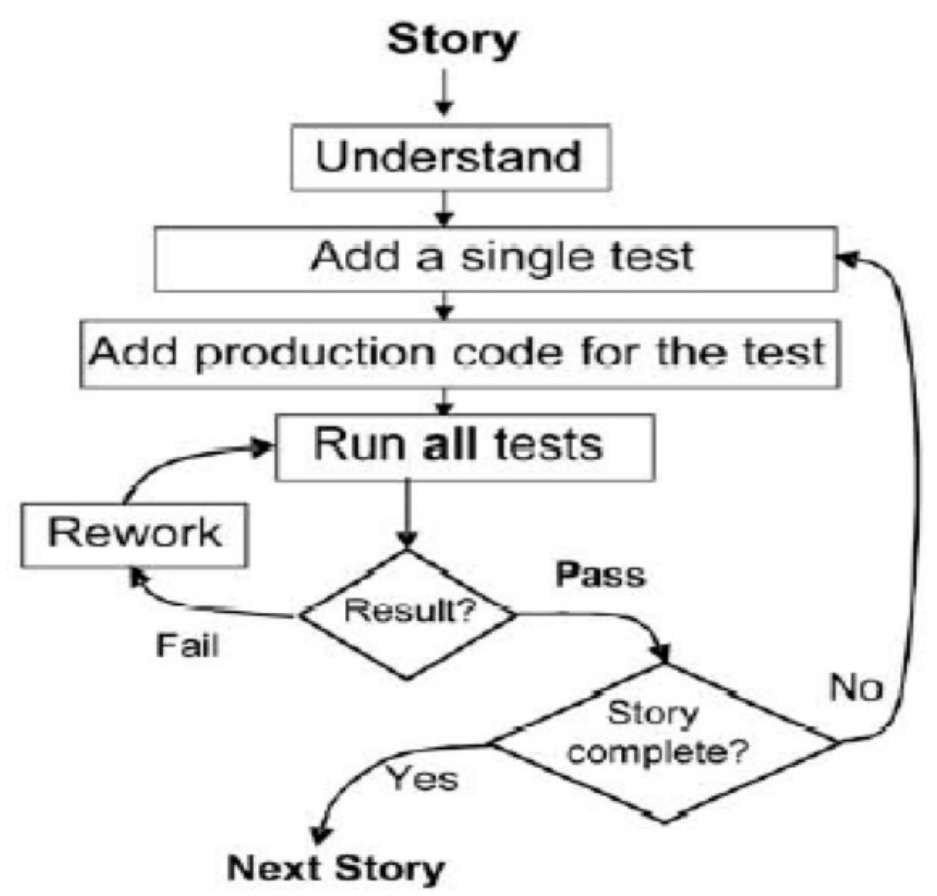 Story
Understand
Add a single test
Add production code for the test
Run all tests
Rework
Result?
Pass
Fail
Story
complete?
No
Yes
Next Story